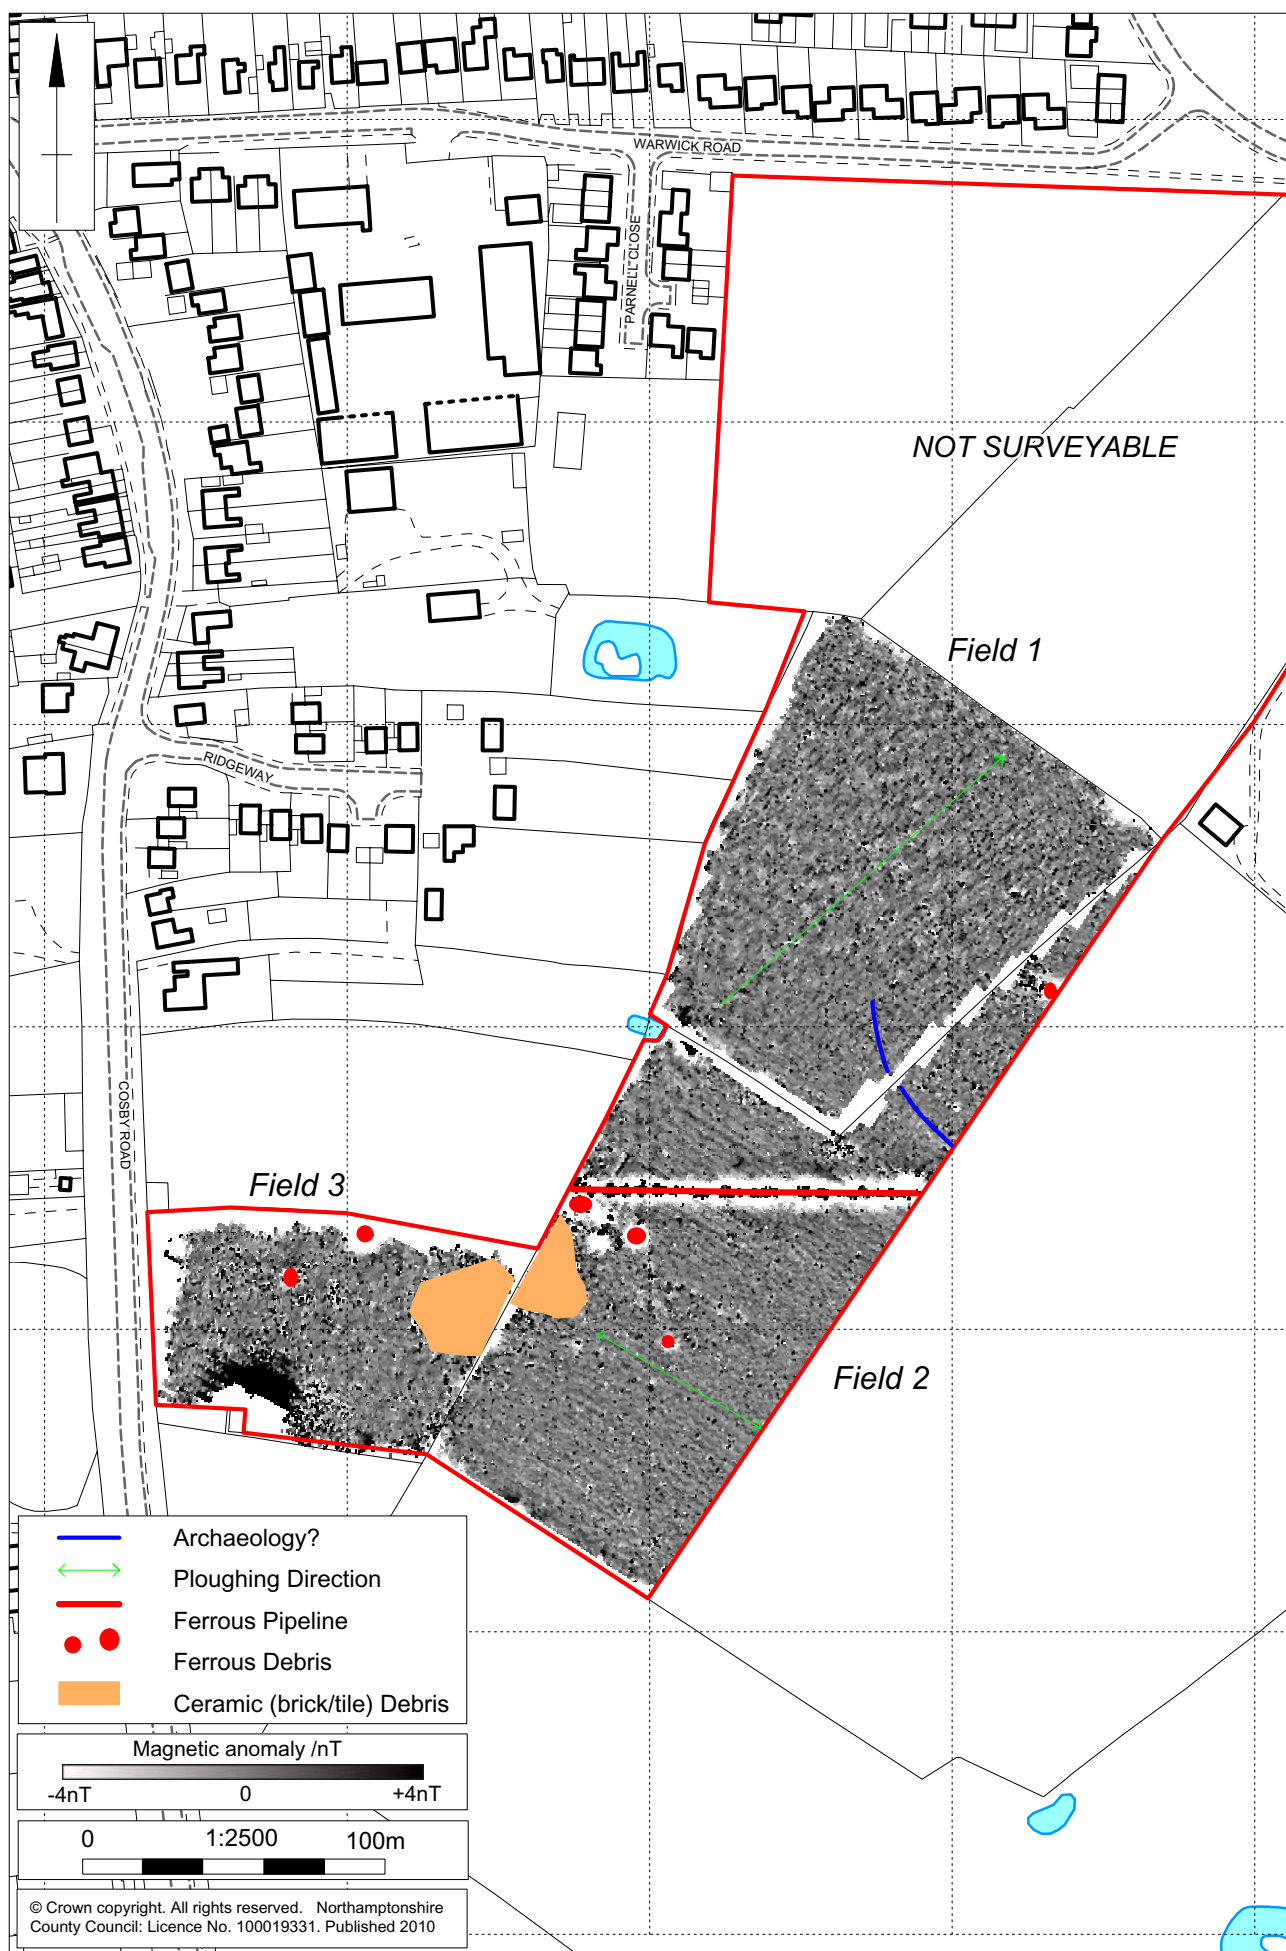 WARWICK ROAD
PARNELL CLOSE
NOT SURVEYABLE
Field 1
RIDGEWAY
COSBY ROAD
Field 3
Field 2
Archaeology?
Ploughing Direction
Ferrous Pipeline
Ferrous Debris
Ceramic (brick/tile) Debris
Magnetic anomaly /nT
-4nT 0 +4nT
0 1:2500 100m
© Crown copyright. All rights reserved. Northamptonshire
County Council: Licence No. 100019331. Published 2010